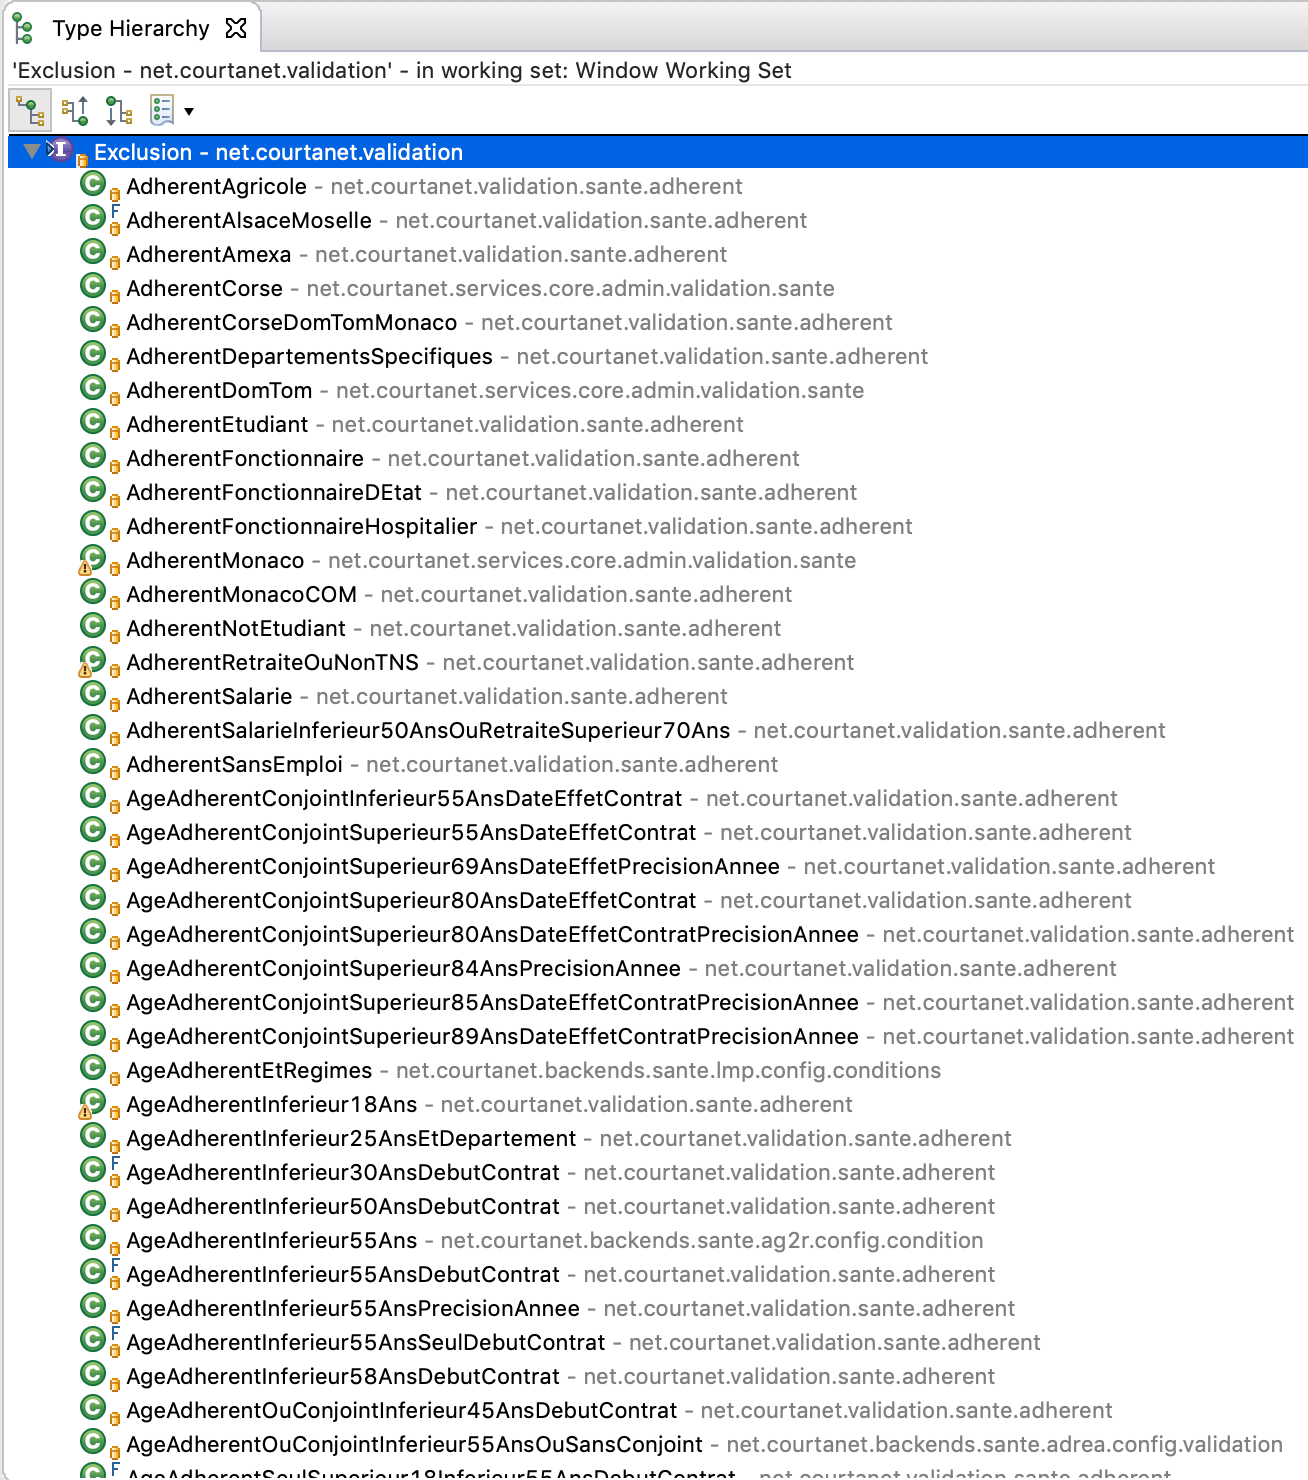 Type Hierarchy
'Exclusion - net.courtanet.validation' - in working set: Window Working Set
Exclusion - net.courtanet.validation
AdherentAgricole - net.courtanet.validation.sante.adherent
AdherentAlsaceMoselle - net.courtanet.validation.sante.adherent
AdherentAmexa - net.courtanet.validation.sante.adherent
AdherentCorse - net.courtanet.services.core.admin.validation.sante
AdherentCorseDomTomMonaco - net.courtanet.validation.sante.adherent
AdherentDepartementsSpecifiques - net.courtanet.validation.sante.adherent
AdherentDomTom - net.courtanet.services.core.admin.validation.sante
AdherentEtudiant - net.courtanet.validation.sante.adherent
AdherentFonctionnaire - net.courtanet.validation.sante.adherent
AdherentFonctionnaireDEtat - net.courtanet.validation.sante.adherent
AdherentFonctionnaireHospitalier - net.courtanet.validation.sante.adherent
AdherentMonaco - net.courtanet.services.core.admin.validation.sante
AdherentMonacoCOM - net.courtanet.validation.sante.adherent
AdherentNotEtudiant - net.courtanet.validation.sante.adherent
AdherentRetraiteOuNonTNS - net.courtanet.validation.sante.adherent
AdherentSalarie - net.courtanet.validation.sante.adherent
AdherentSalarieInferieur50AnsOuRetraiteSuperieur70Ans - net.courtanet.validation.sante.adherent
AdherentSansEmploi - net.courtanet.validation.sante.adherent
AgeAdherentConjointInferieur55AnsDateEffetContrat - net.courtanet.validation.sante.adherent
AgeAdherentConjointSuperieur55AnsDateEffetContrat - net.courtanet.validation.sante.adherent
AgeAdherentConjointSuperieur69AnsDateEffetPrecisionAnnee - net.courtanet.validation.sante.adherent
AgeAdherentConjointSuperieur80AnsDateEffetContrat - net.courtanet.validation.sante.adherent
AgeAdherentConjointSuperieur80AnsDateEffetContratPrecisionAnnee - net.courtanet.validation.sante.adherent
AgeAdherentConjointSuperieur84AnsPrecisionAnnee - net.courtanet.validation.sante.adherent
AgeAdherentConjointSuperieur85AnsDateEffetContratPrecisionAnnee - net.courtanet.validation.sante.adherent
AgeAdherentConjointSuperieur89AnsDateEffetContratPrecisionAnnee - net.courtanet.validation.sante.adherent
AgeAdherentEtRegimes - net.courtanet.backends.sante.lmp.config.conditions
AgeAdherentInferieur18Ans - net.courtanet.validation.sante.adherent
AgeAdherentInferieur25AnsEtDepartement - net.courtanet.validation.sante.adherent
AgeAdherentInferieur30AnsDebutContrat - net.courtanet.validation.sante.adherent
AgeAdherentInferieur50AnsDebutContrat - net.courtanet.validation.sante.adherent
AgeAdherentInferieur55Ans - net.courtanet.backends.sante.ag2r.config.condition
AgeAdherentInferieur55AnsDebutContrat - net.courtanet.validation.sante.adherent
AgeAdherentInferieur55AnsPrecisionAnnee - net.courtanet.validation.sante.adherent
AgeAdherentInferieur55AnsSeulDebutContrat - net.courtanet.validation.sante.adherent
AgeAdherentInferieur58AnsDebutContrat - net.courtanet.validation.sante.adherent
AgeAdherentOuConjointInferieur45AnsDebutContrat - net.courtanet.validation.sante.adherent
AgeAdherentOuConjointInferieur55AnsOuSansConjoint - net.courtanet.backends.sante.adrea.config.validation
AgeAdherentSeulSuperieur18Inferieur55AnsDebutContrat - net.courtanet.validation.sante.adherent